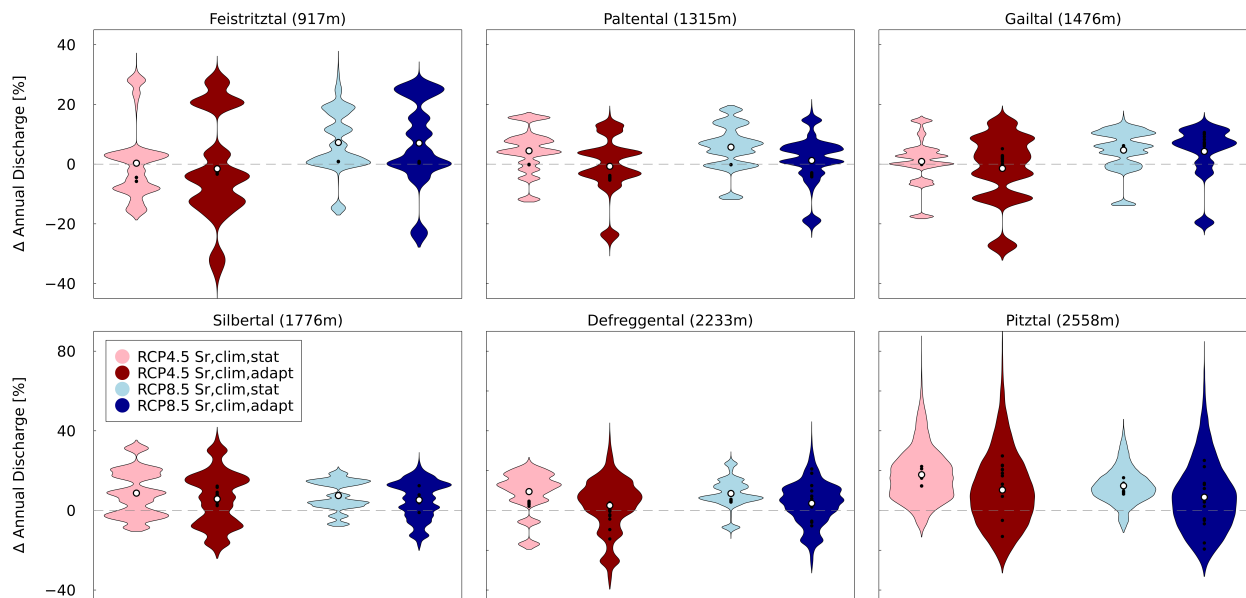 Feistritztal (917m)
Paltental (1315m)
Gailtal (1476m)
Δ Annual Discharge [%]
40
20
0
−20
−40
Silbertal (1776m)
Defreggental (2233m)
Pitztal (2558m)
Δ Annual Discharge [%]
80
40
0
−40
RCP4.5 Sr,clim,stat
RCP4.5 Sr,clim,adapt
RCP8.5 Sr,clim,stat
RCP8.5 Sr,clim,adapt